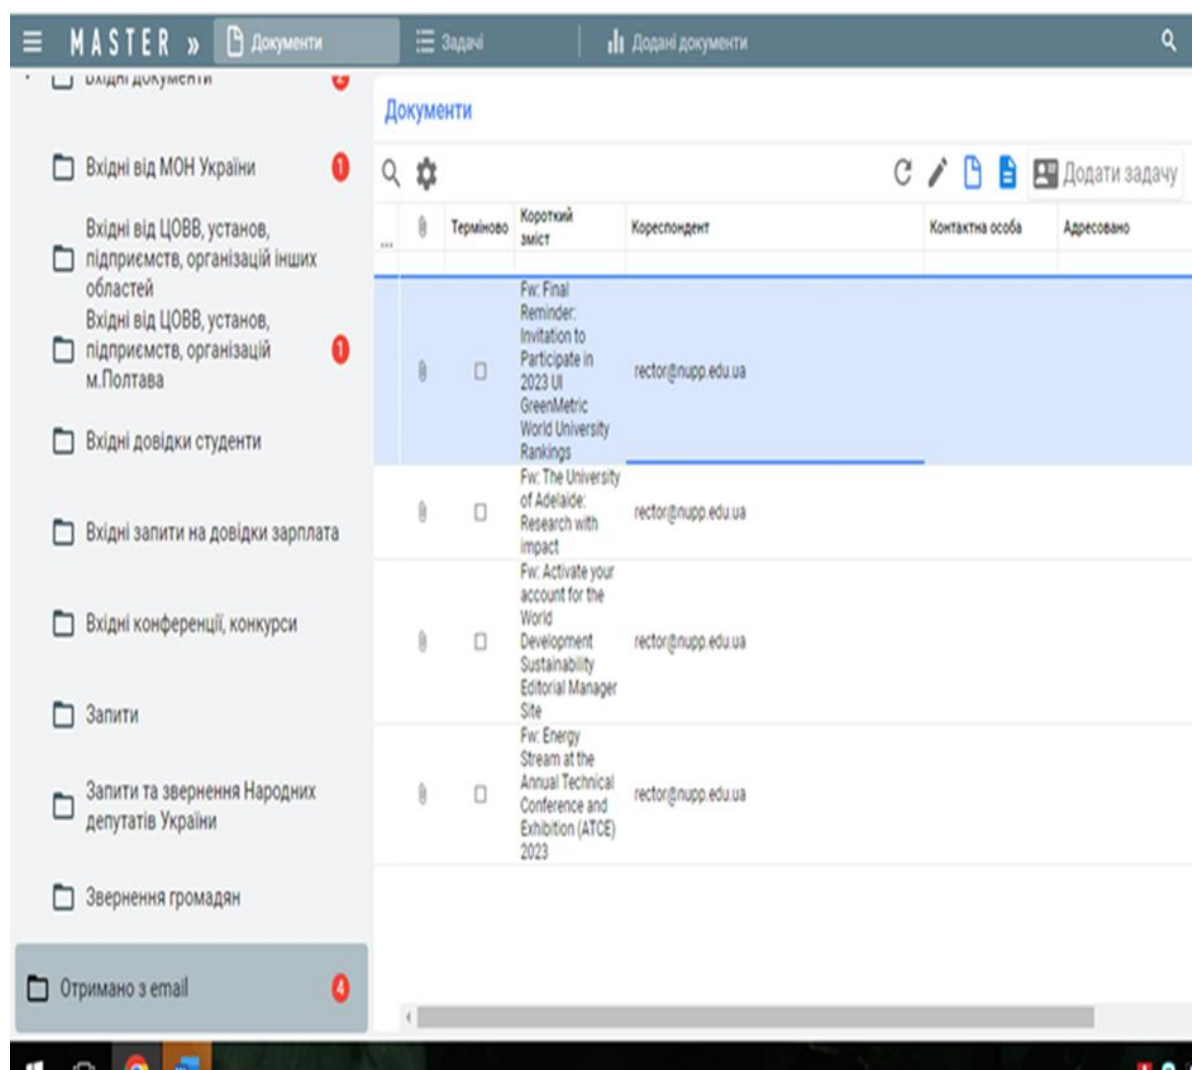 MASTER » Документи Задачі Додані документи
Вхідні документи 2
Вхідні від МОН України 1
Вхідні від ЦОВВ, установ,
підприємств, організацій інших
областей
Вхідні від ЦОВВ, установ,
підприємств, організацій 1
м.Полтава
Вхідні довідки студенти
Вхідні запити на довідки зарплата
Вхідні конференції, конкурси
Запити
Запити та звернення Народних
депутатів України
Звернення громадян
Отримано з email 4
Документи
Додати задачу
... Терміново Короткий
зміст Кореспондент Контактна особа Адресовано
Fw: Final
Reminder:
Invitation to
Participate in
2023 UI
GreenMetric
World University
Rankings
rector@nupp.edu.ua
Fw: The University
of Adelaide:
Research with
impact
rector@nupp.edu.ua
Fw: Activate your
account for the
World
Development
Sustainability
Editorial Manager
Site
rector@nupp.edu.ua
Fw: Energy
Stream at the
Annual Technical
Conference and
Exhibition (ATCE)
2023
rector@nupp.edu.ua